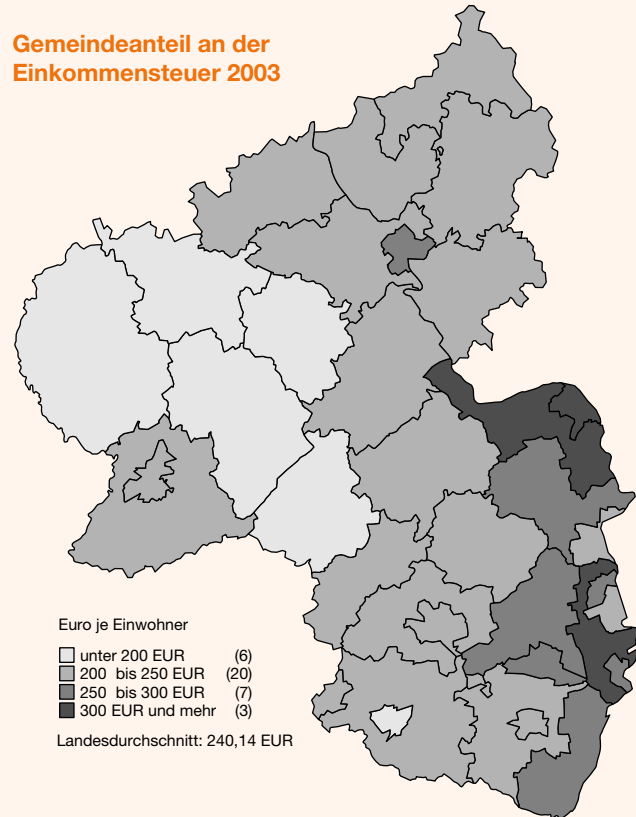 Gemeindeanteil an der
Einkommensteuer 2003
Euro je Einwohner
unter 200 EUR (6)
200 bis 250 EUR (20)
250 bis 300 EUR (7)
300 EUR und mehr (3)
Landesdurchschnitt: 240,14 EUR